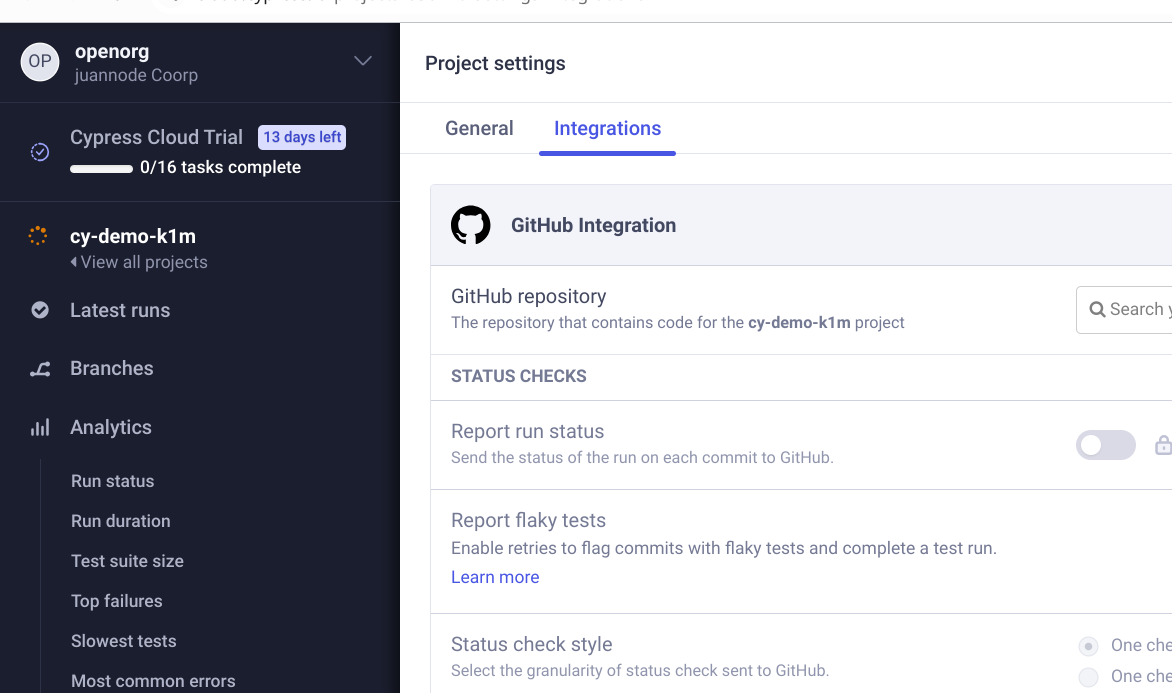 OP
openorg
juannode Coorp
Cypress Cloud Trial 13 days left
0/16 tasks complete
cy-demo-k1m
View all projects
Latest runs
Branches
Analytics
Run status
Run duration
Test suite size
Top failures
Slowest tests
Most common errors
Project settings
General Integrations
GitHub Integration
GitHub repository
The repository that contains code for the cy-demo-k1m project
Search
STATUS CHECKS
Report run status
Send the status of the run on each commit to GitHub.
Report flaky tests
Enable retries to flag commits with flaky tests and complete a test run.
Learn more
Status check style
Select the granularity of status check sent to GitHub.
One
One